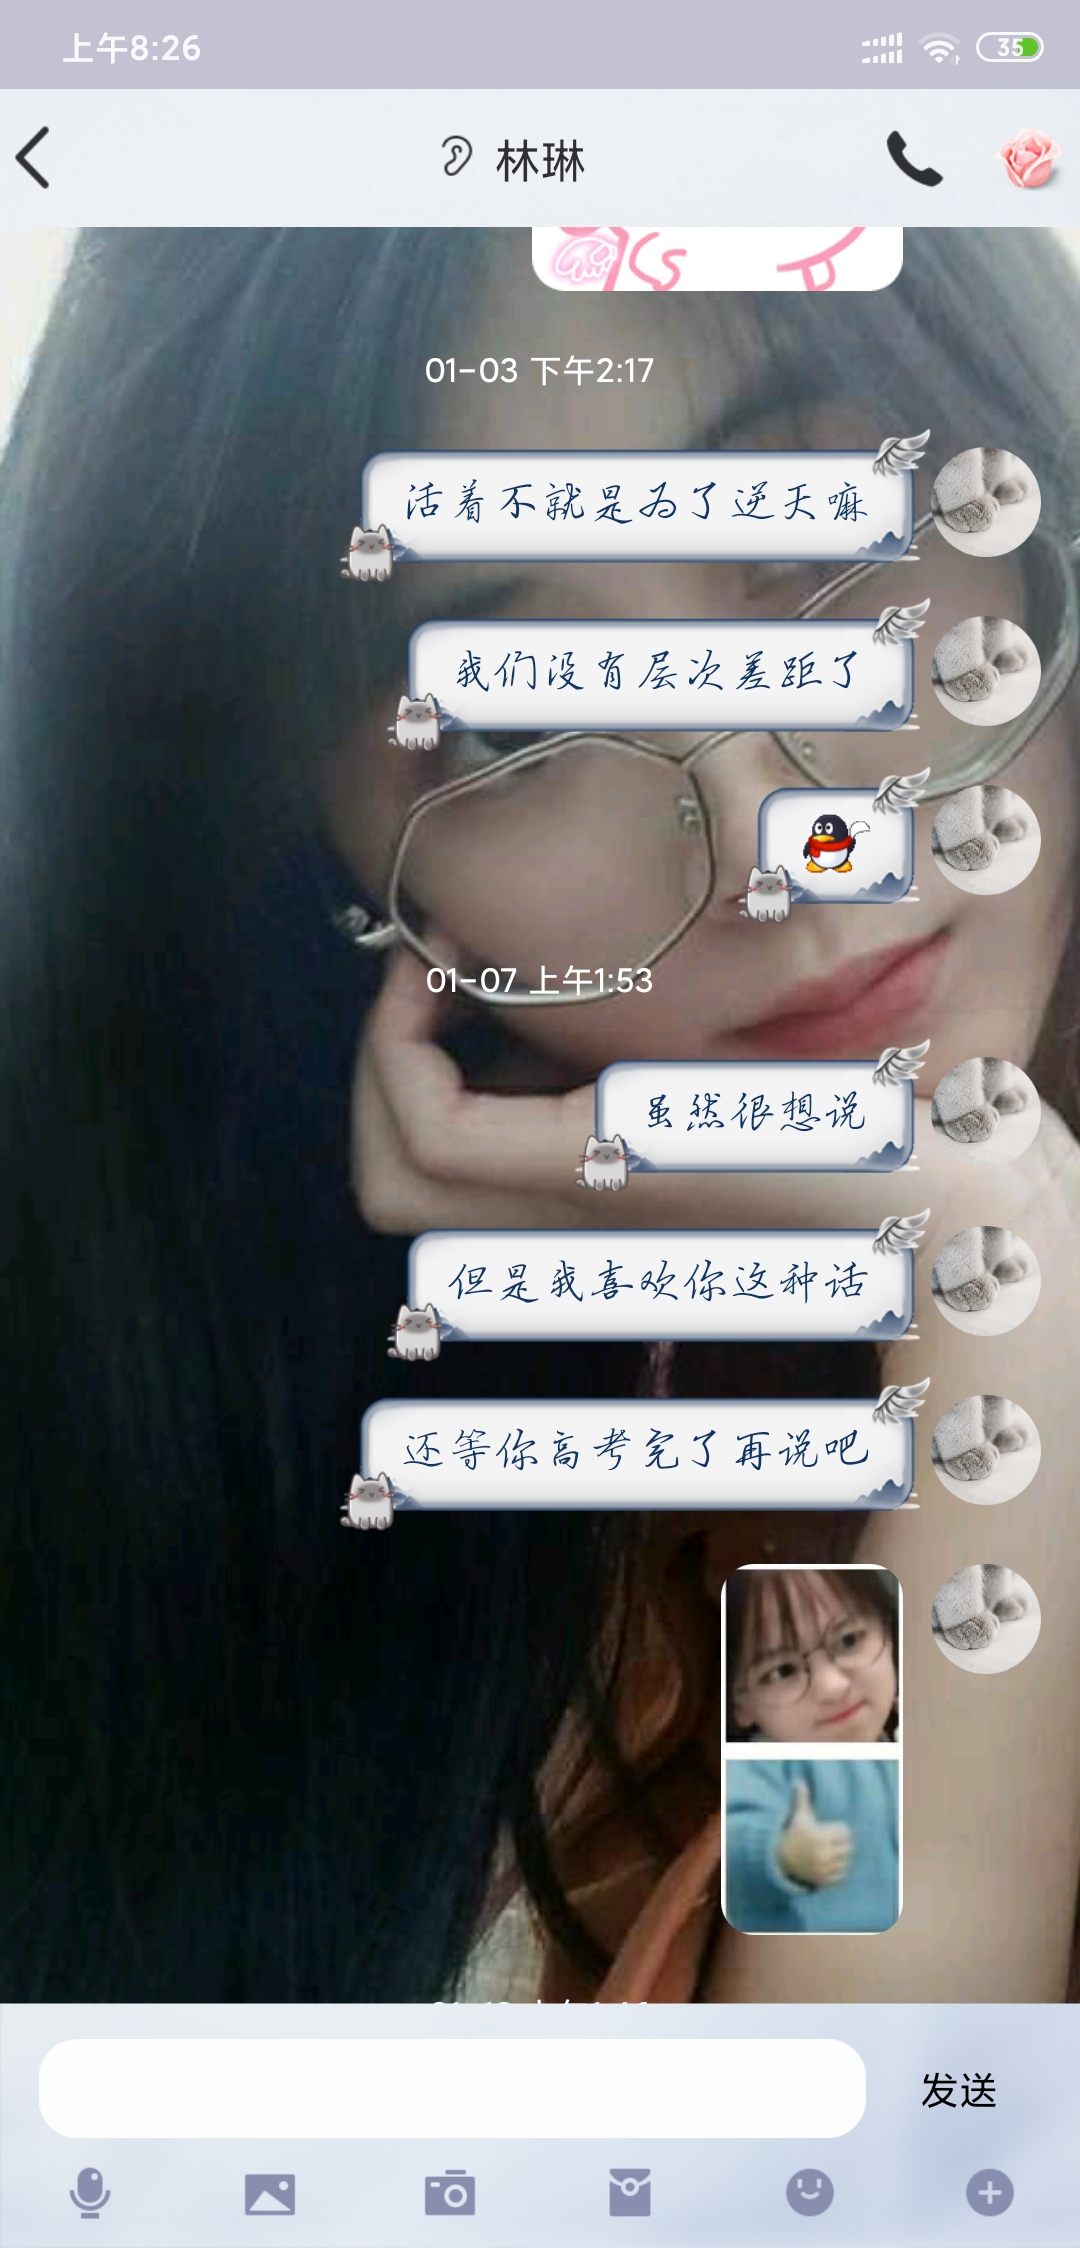 上午8:26
35
林琳
01-03 下午2:17
活着不就是为了逆天嘛
我们没有层次差距了
01-07 上午1:53
虽然很想说
但是我喜欢你这种话
还等你高考完了再说吧
发送